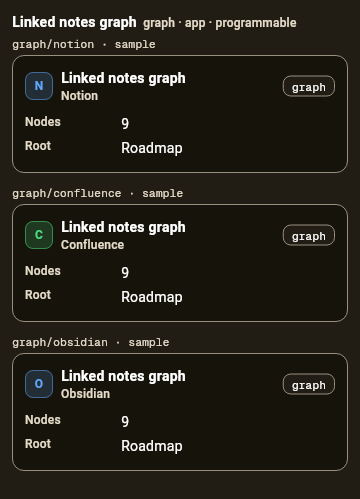 Linked notes graph graph · app · programmable
graph/notion · sample
N
Linked notes graph
Notion
graph
Nodes 9
Root Roadmap
graph/confluence · sample
C
Linked notes graph
Confluence
graph
Nodes 9
Root Roadmap
graph/obsidian · sample
O
Linked notes graph
Obsidian
graph
Nodes 9
Root Roadmap